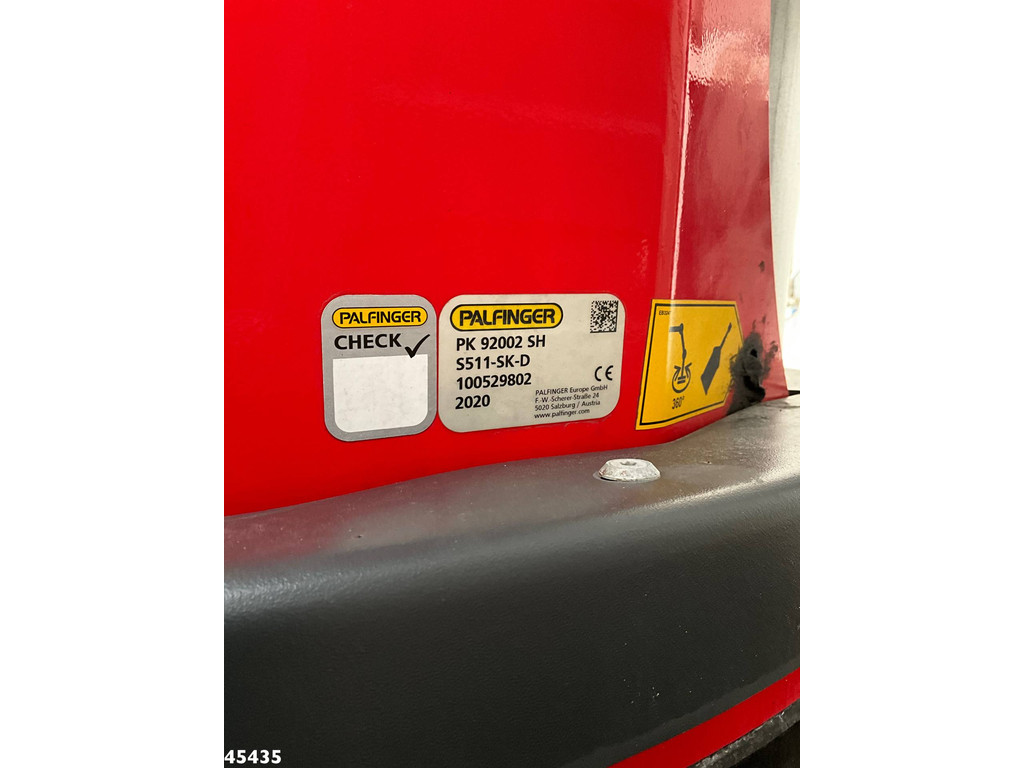 PALFINGER
CHECK
PALFINGER
PK 92002 SH
S511-SK-D
100529802
2020
CE
PALFINGER Europe GmbH
F.-W.-Scherer-Straße 24
5020 Salzburg / Austria
www.palfinger.com
360°
45435